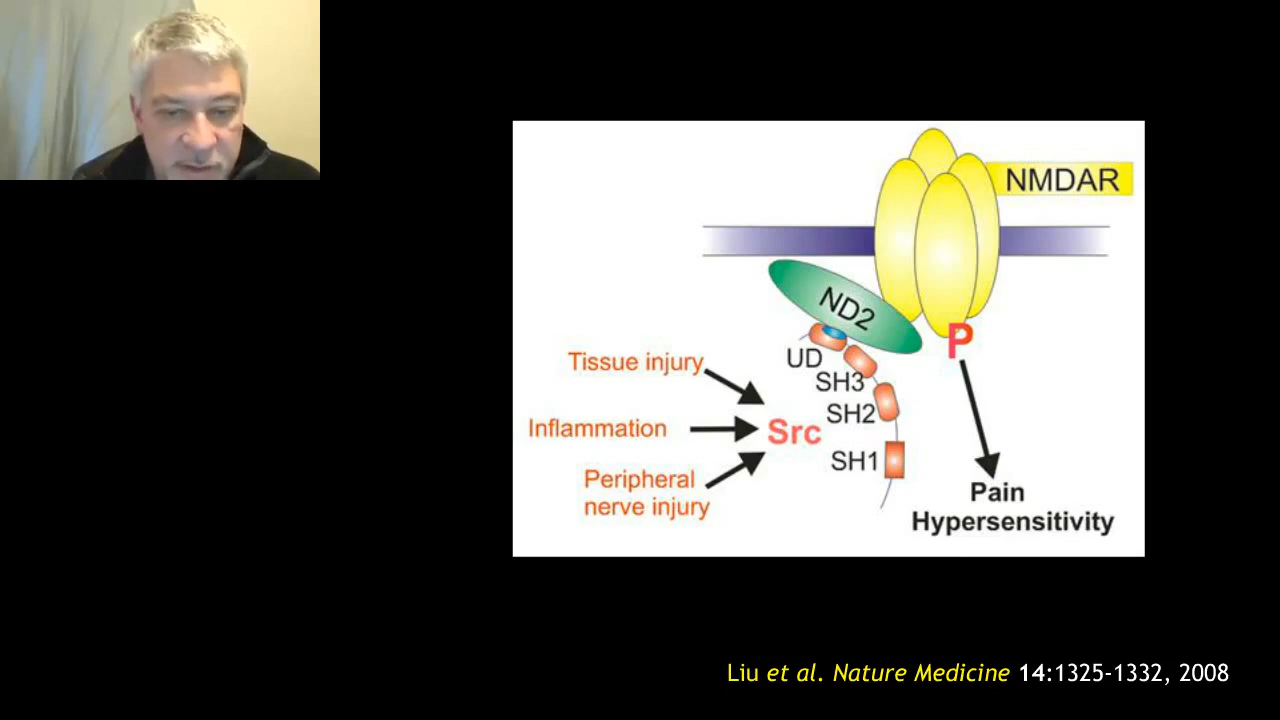 NMDAR
ND2
P
UD
SH3
SH2
SH1
Tissue injury
Inflammation
Src
Peripheral
nerve injury
Pain
Hypersensitivity
Liu et al. Nature Medicine 14:1325-1332, 2008